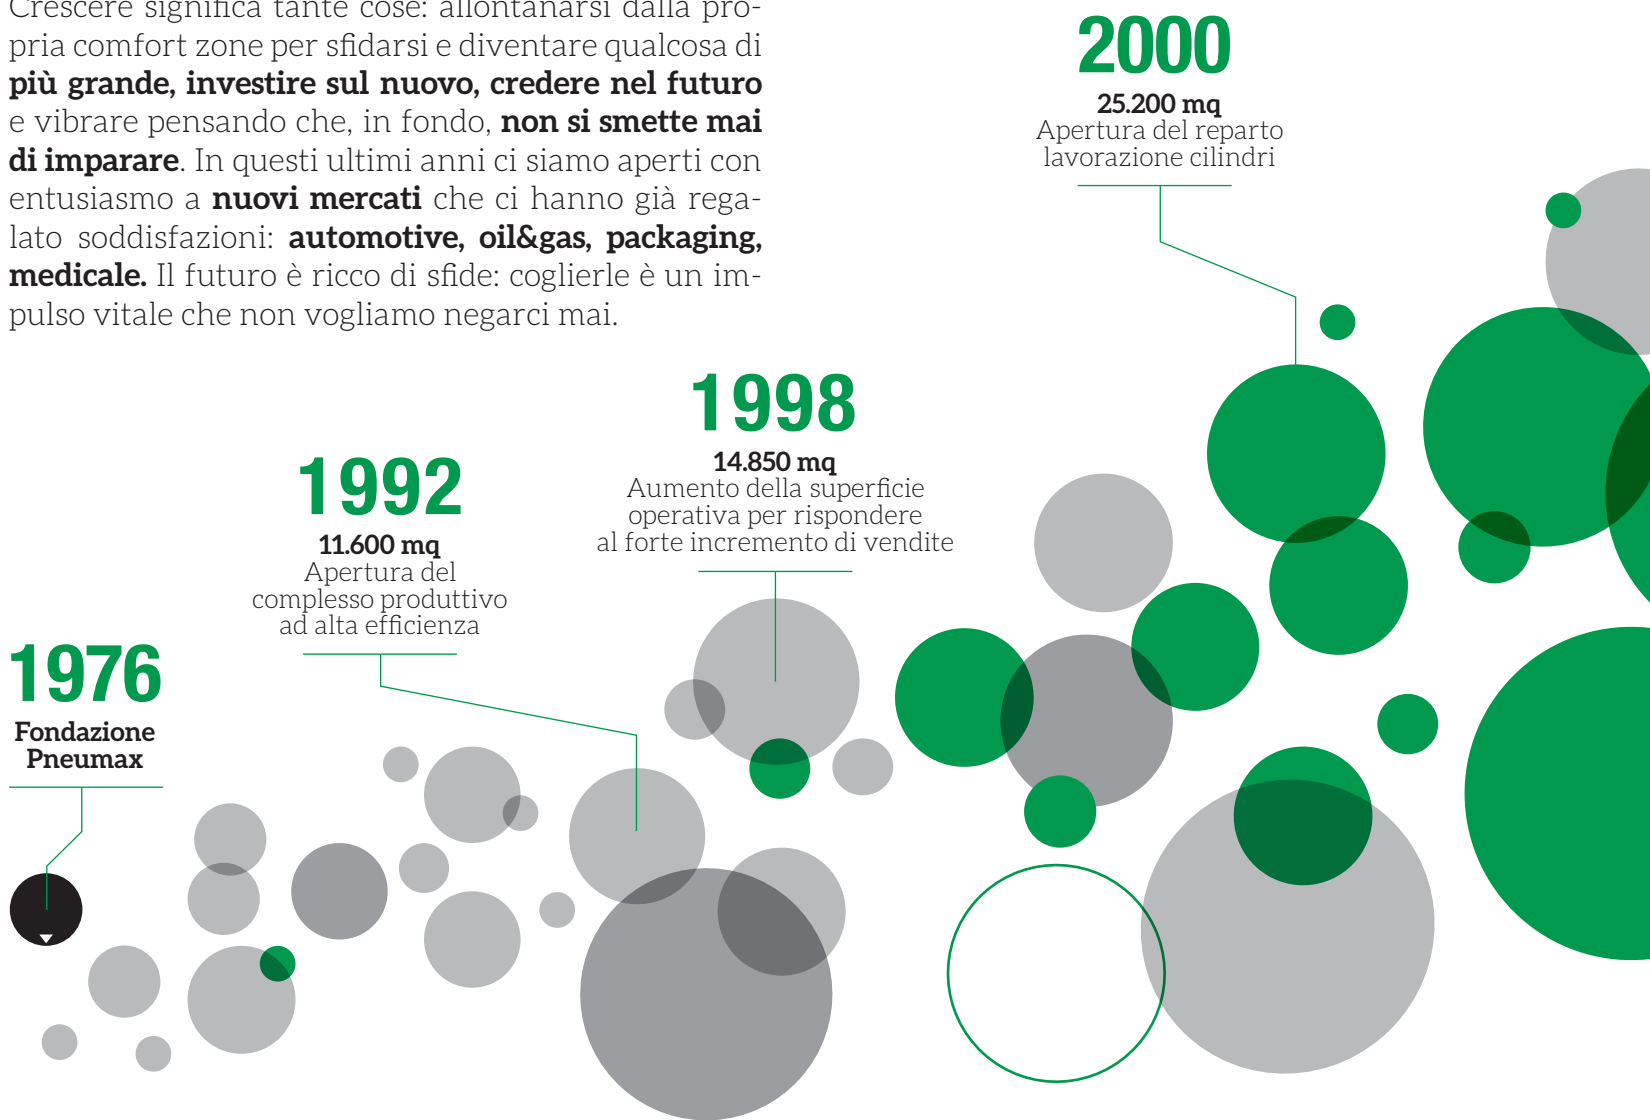 Crescere significa tante cose: allontanarsi dalla pro-
pria comfort zone per sfidarsi e diventare qualcosa di
più grande, investire sul nuovo, credere nel futuro
e vibrare pensando che, in fondo, non si smette mai
di imparare. In questi ultimi anni ci siamo aperti con
entusiasmo a nuovi mercati che ci hanno già rega-
lato soddisfazioni: automotive, oil&gas, packaging,
medicale. Il futuro è ricco di sfide: coglierle è un im-
pulso vitale che non vogliamo negarci mai.
1976
Fondazione
Pneumax
1992
11.600 mq
Apertura del
complesso produttivo
ad alta efficienza
1998
14.850 mq
Aumento della superficie
operativa per rispondere
al forte incremento di vendite
2000
25.200 mq
Apertura del reparto
lavorazione cilindri